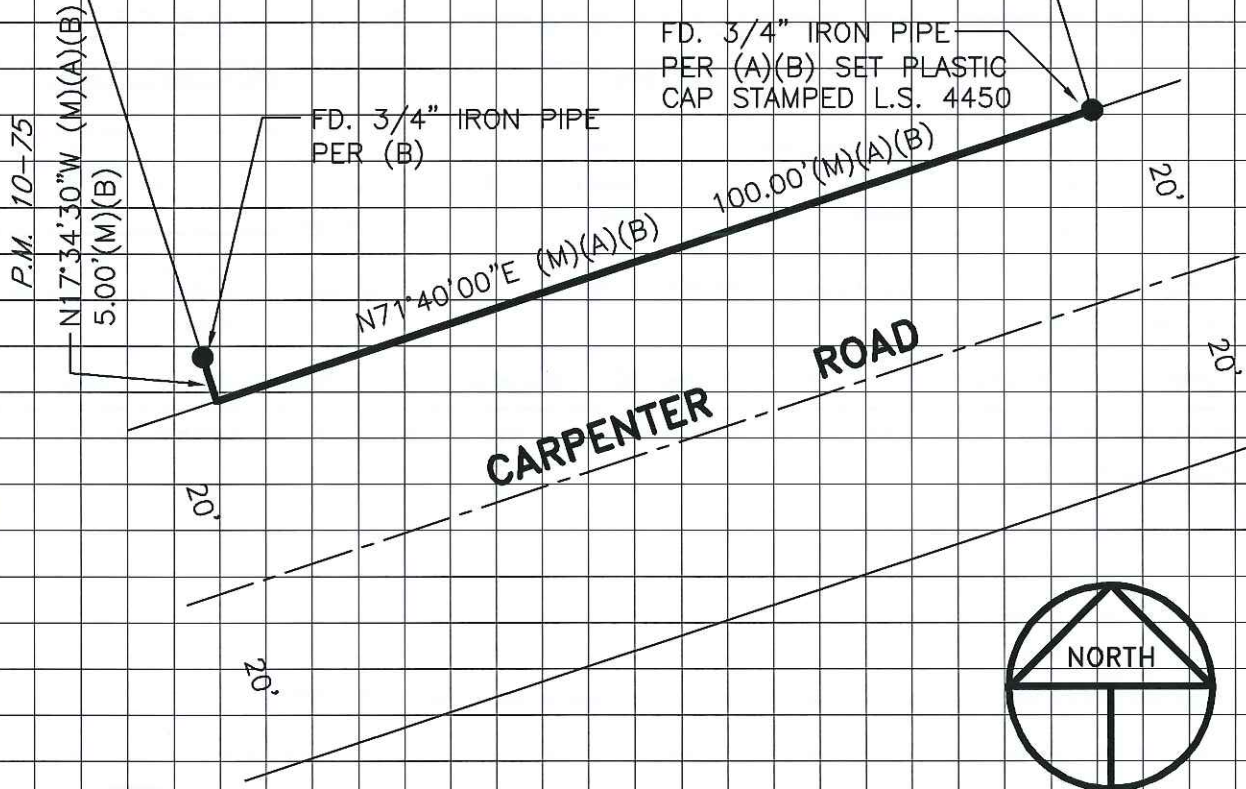 P.M. 10-75
N17°34'30"W (M)(A)(B)
5.00'(M)(B)
FD. 3/4" IRON PIPE
PER (B)
FD. 3/4" IRON PIPE
PER (A)(B) SET PLASTIC
CAP STAMPED L.S. 4450
N71°40'00"E (M)(A)(B)
100.00'(M)(A)(B)
20'
20'
CARPENTER ROAD
20'
20'
NORTH